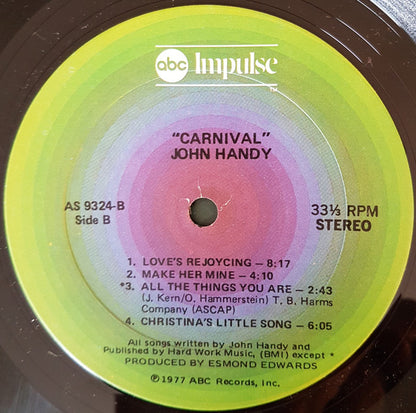 abc Impulse
TM
"CARNIVAL"
JOHN HANDY
AS 9324-B
Side B
33⅓ RPM
STEREO
1. LOVE'S REJOYCING – 8:17
2. MAKE HER MINE – 4:10
*3. ALL THE THINGS YOU ARE – 2:43
(J. Kern/O. Hammerstein) T. B. Harms
Company (ASCAP)
4. CHRISTINA'S LITTLE SONG – 6:05
All songs written by John Handy and
Published by Hard Work Music, (BMI) except *
PRODUCED BY ESMOND EDWARDS
℗1977 ABC Records, Inc.